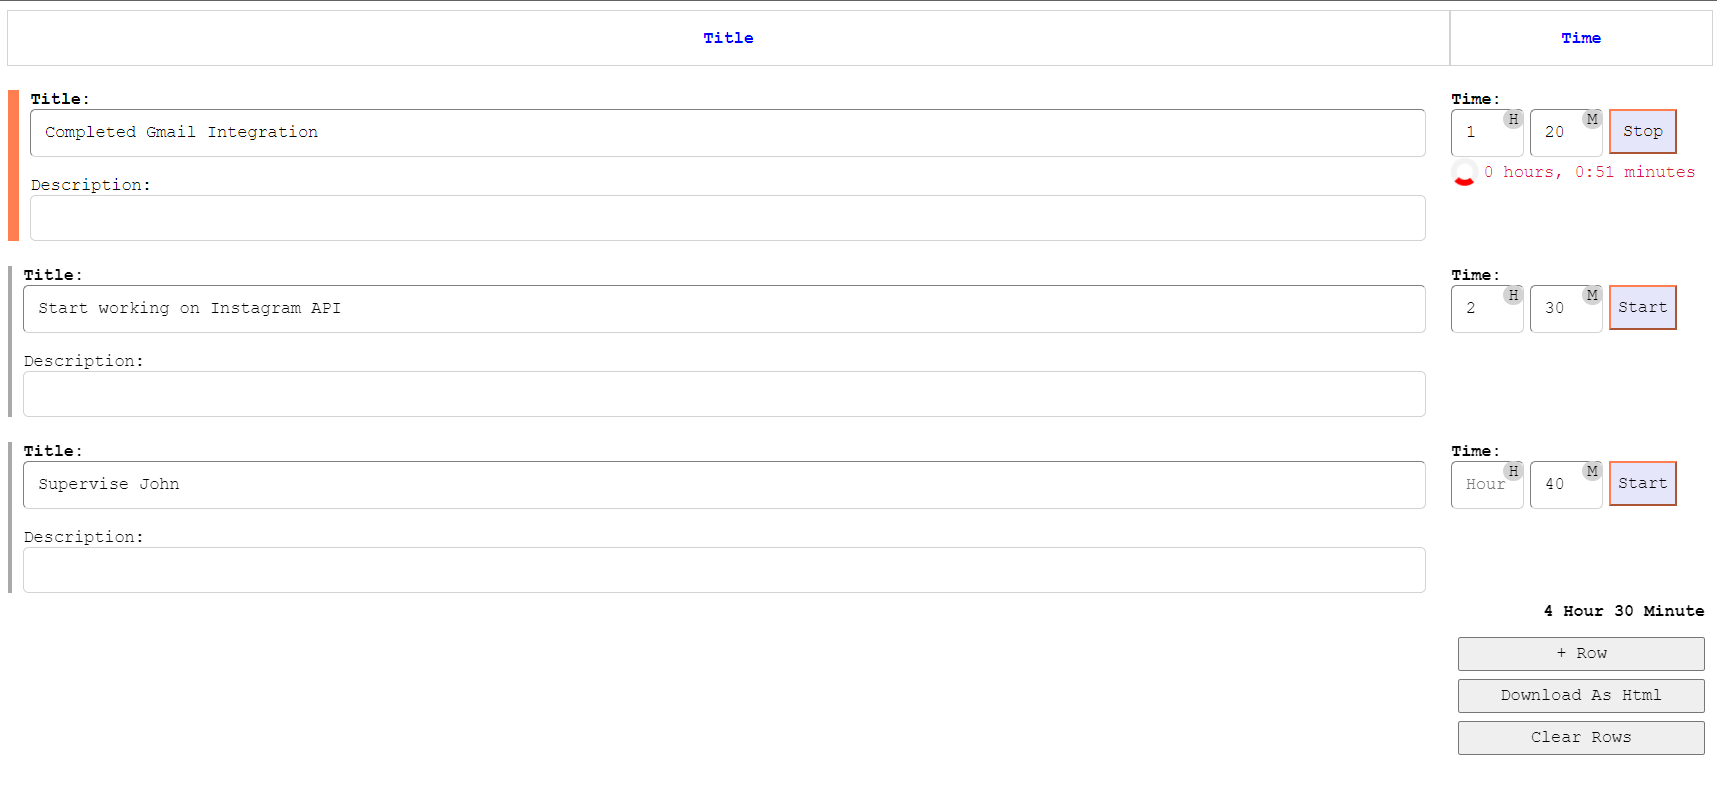 Title Time
Title: Time:
Completed Gmail Integration 1 H 20 M Stop
0 hours, 0:51 minutes
Description:
Title: Time:
Start working on Instagram API 2 H 30 M Start
Description:
Title: Time:
Supervise John Hour H 40 M Start
Description:
4 Hour 30 Minute
+ Row
Download As Html
Clear Rows